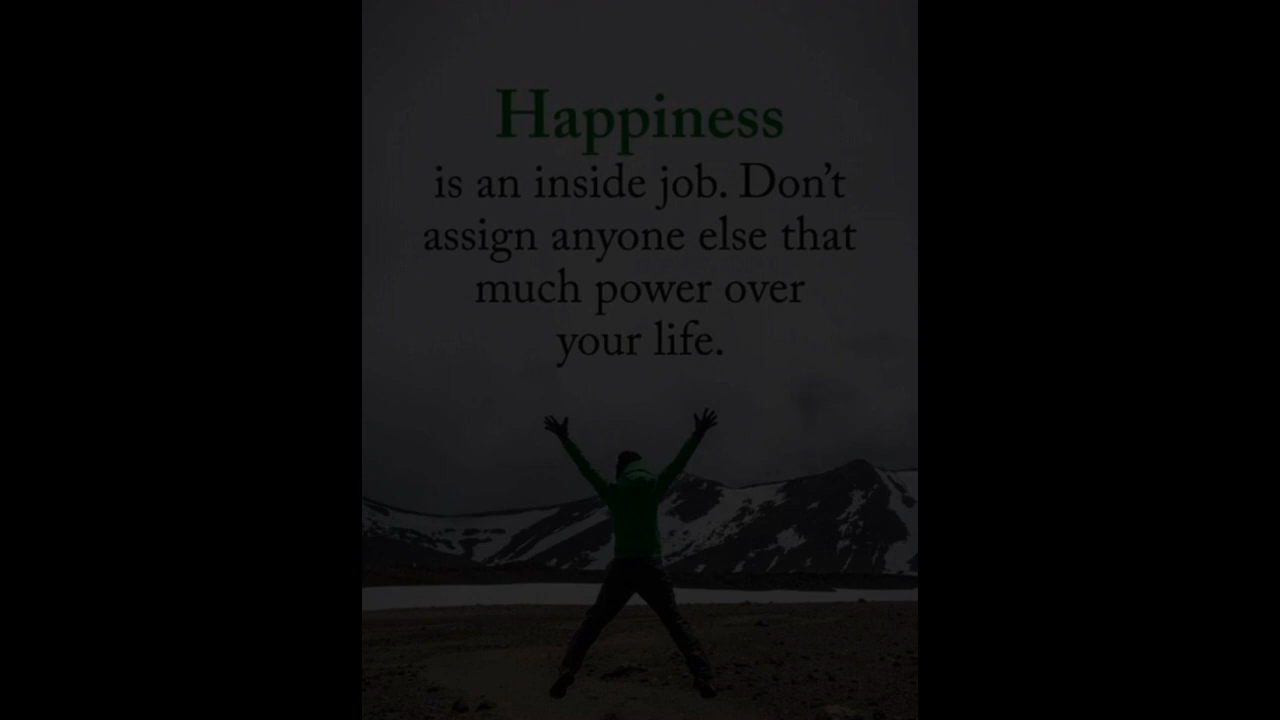 Happiness
is an inside job. Don’t
assign anyone else that
much power over
your life.